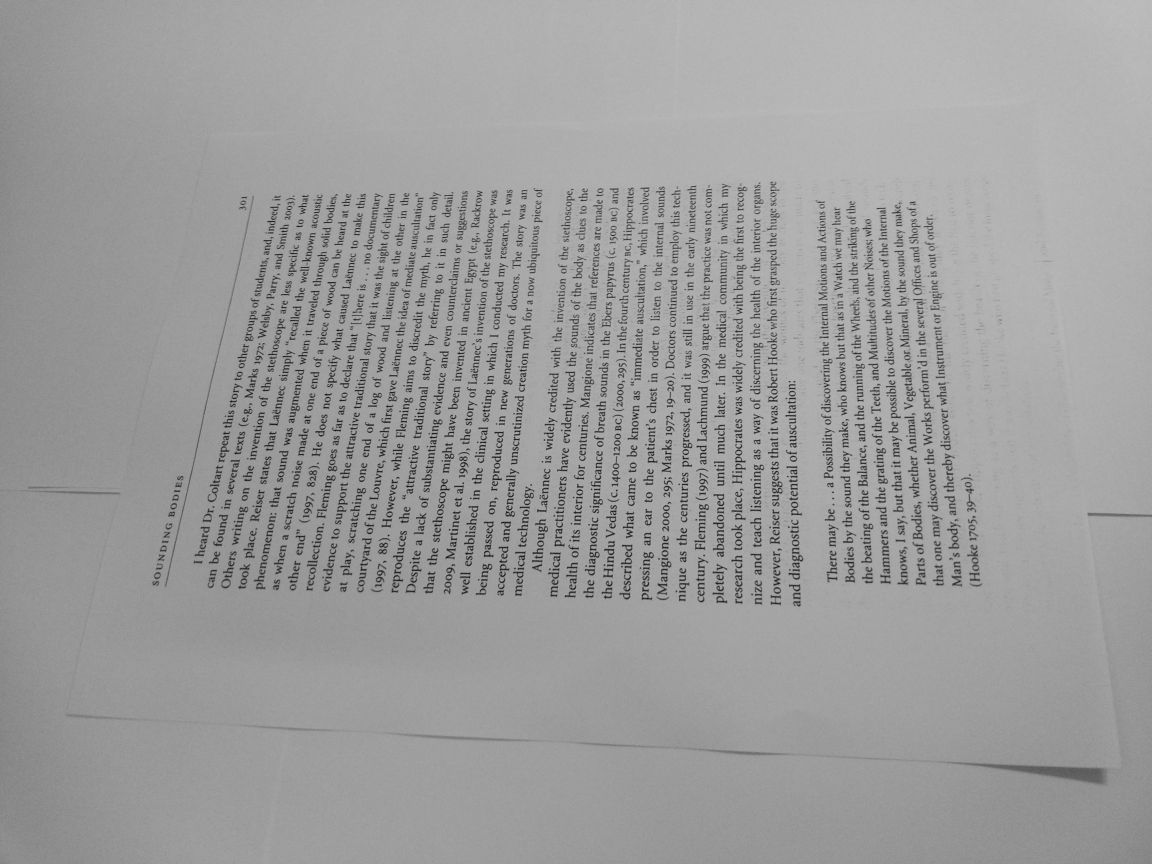 SOUNDING BODIES 301
I heard Dr. Coltart repeat this story to other groups of students, and, indeed, it
can be found in several texts (e.g., Marks 1972; Welsby, Parry, and Smith 2003).
Others writing on the invention of the stethoscope are less specific as to what
took place. Reiser states that Laënnec simply "recalled the well-known acoustic
phenomenon: that sound was augmented when it traveled through solid bodies,
as when a scratch noise made at one end of a piece of wood can be heard at the
other end" (1997, 828). He does not specify what caused Laënnec to make this
recollection. Fleming goes as far as to declare that "[t]here is . . . no documentary
evidence to support the attractive traditional story that it was the sight of children
at play, scratching one end of a log of wood and listening at the other in the
courtyard of the Louvre, which first gave Laënnec the idea of mediate auscultation"
(1997, 88). However, while Fleming aims to discredit the myth, he in fact only
reproduces the "attractive traditional story" by referring to it in such detail.
Despite a lack of substantiating evidence and even counterclaims or suggestions
that the stethoscope might have been invented in ancient Egypt (e.g., Rackow
2009, Martinet et al. 1998), the story of Laënnec's invention of the stethoscope was
well established in the clinical setting in which I conducted my research. It was
being passed on, reproduced in new generations of doctors. The story was an
accepted and generally unscrutinized creation myth for a now ubiquitous piece of
medical technology.
Although Laënnec is widely credited with the invention of the stethoscope,
medical practitioners have evidently used the sounds of the body as clues to the
health of its interior for centuries. Mangione indicates that references are made to
the diagnostic significance of breath sounds in the Ebers papyrus (c. 1500 BC) and
the Hindu Vedas (c. 1400–1200 BC) (2000, 295). In the fourth century BC, Hippocrates
described what came to be known as "immediate auscultation," which involved
pressing an ear to the patient's chest in order to listen to the internal sounds
(Mangione 2000, 295; Marks 1972, 19–20). Doctors continued to employ this tech-
nique as the centuries progressed, and it was still in use in the early nineteenth
century. Fleming (1997) and Lachmund (1999) argue that the practice was not com-
pletely abandoned until much later. In the medical community in which my
research took place, Hippocrates was widely credited with being the first to recog-
nize and teach listening as a way of discerning the health of the interior organs.
However, Reiser suggests that it was Robert Hooke who first grasped the huge scope
and diagnostic potential of auscultation:
There may be . . . a Possibility of discovering the Internal Motions and Actions of
Bodies by the sound they make, who knows but that as in a Watch we may hear
the beating of the Balance, and the running of the Wheels, and the striking of the
Hammers and the grating of the Teeth, and Multitudes of other Noises; who
knows, I say, but that it may be possible to discover the Motions of the Internal
Parts of Bodies, whether Animal, Vegetable or Mineral, by the sound they make,
that one may discover the Works perform'd in the several Offices and Shops of a
Man's body, and thereby discover what Instrument or Engine is out of order.
(Hooke 1705, 39–40).